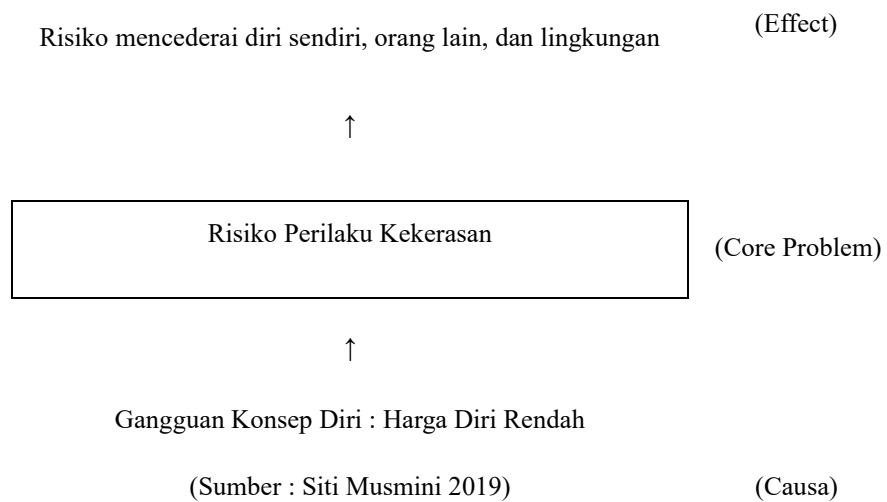 Risiko mencederai diri sendiri, orang lain, dan lingkungan (Effect)
↑
Risiko Perilaku Kekerasan (Core Problem)
↑
Gangguan Konsep Diri : Harga Diri Rendah
(Sumber : Siti Musmini 2019) (Causa)